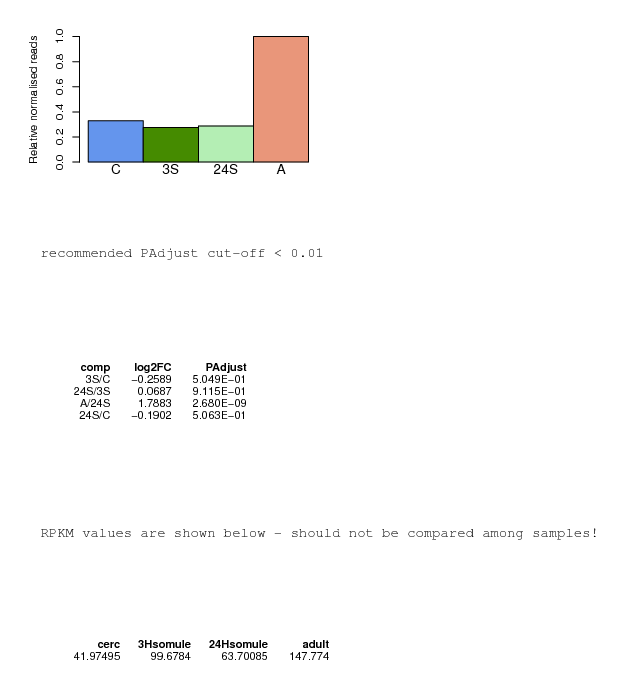 Relative normalised reads
1.0
0.8
0.6
0.4
0.2
0.0
C 3S 24S A
recommended PAdjust cut-off < 0.01
comp log2FC PAdjust
3S/C −0.2589 5.049E−01
24S/3S 0.0687 9.115E−01
A/24S 1.7883 2.680E−09
24S/C −0.1902 5.063E−01
RPKM values are shown below - should not be compared among samples!
cerc 3Hsomule 24Hsomule adult
41.97495 99.6784 63.70085 147.774